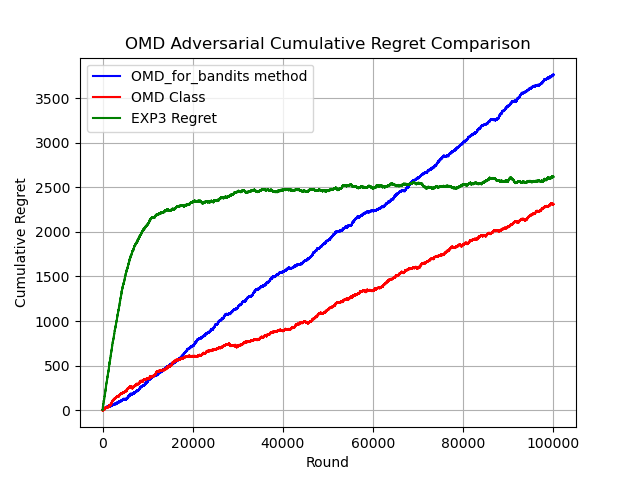 OMD Adversarial Cumulative Regret Comparison
OMD_for_bandits method
OMD Class
EXP3 Regret
Cumulative Regret
3500
3000
2500
2000
1500
1000
500
0
0 20000 40000 60000 80000 100000
Round